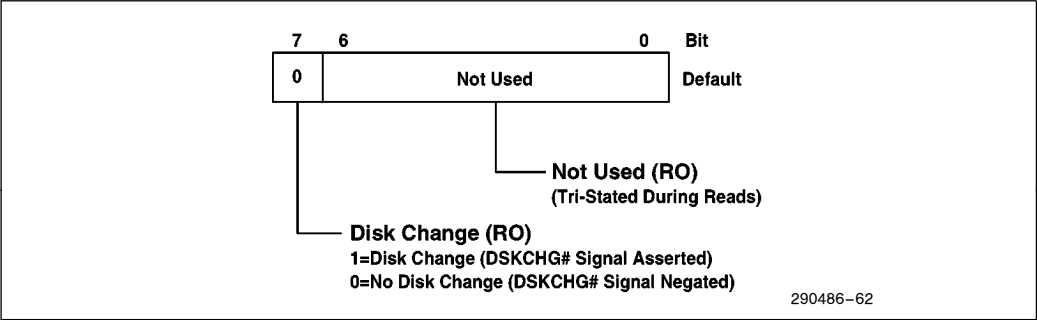 7 6 0 Bit
0 Not Used Default
Not Used (RO)
(Tri-Stated During Reads)
Disk Change (RO)
1=Disk Change (DSKCHG# Signal Asserted)
0=No Disk Change (DSKCHG# Signal Negated)
290486–62